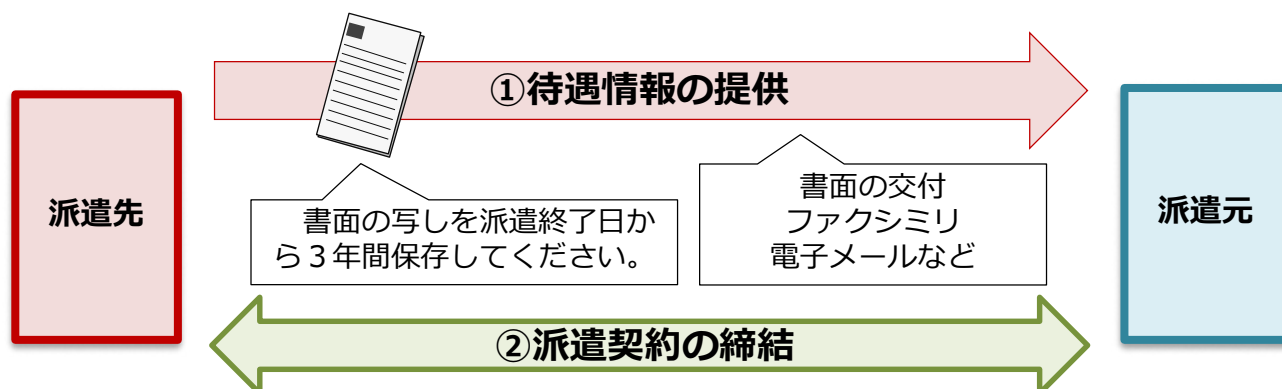 ①待遇情報の提供
派遣先
書面の写しを派遣終了日か
ら３年間保存してください。
書面の交付
ファクシミリ
電子メールなど
派遣元
②派遣契約の締結